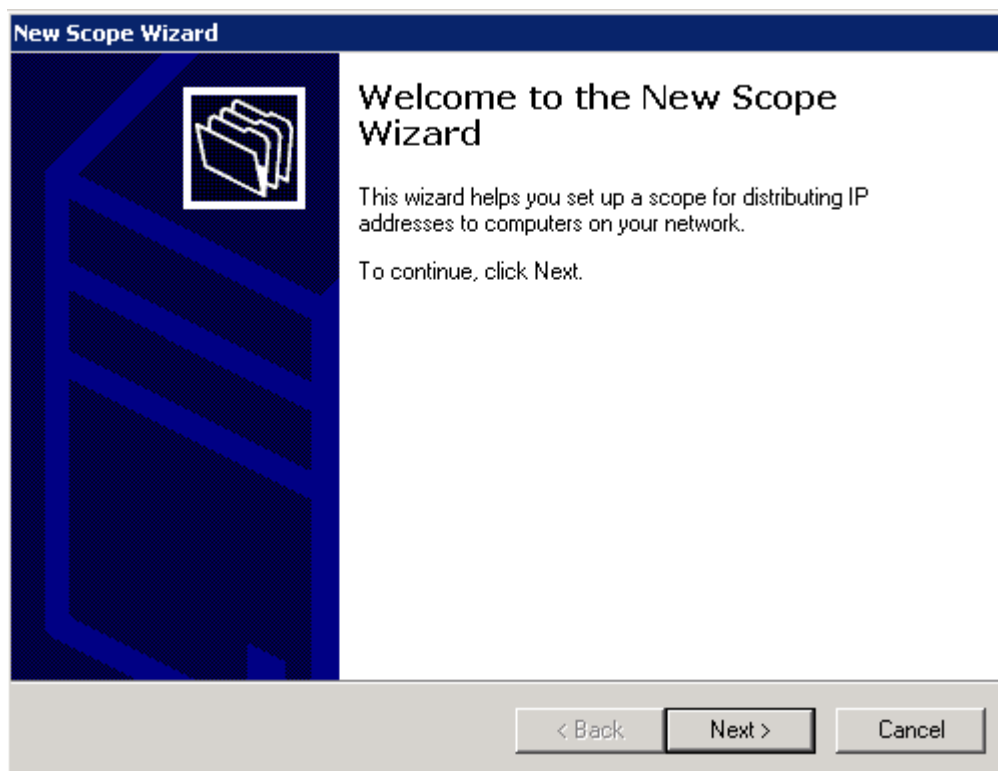 New Scope Wizard
Welcome to the New Scope
Wizard
This wizard helps you set up a scope for distributing IP
addresses to computers on your network.
To continue, click Next.
< Back
Next >
Cancel